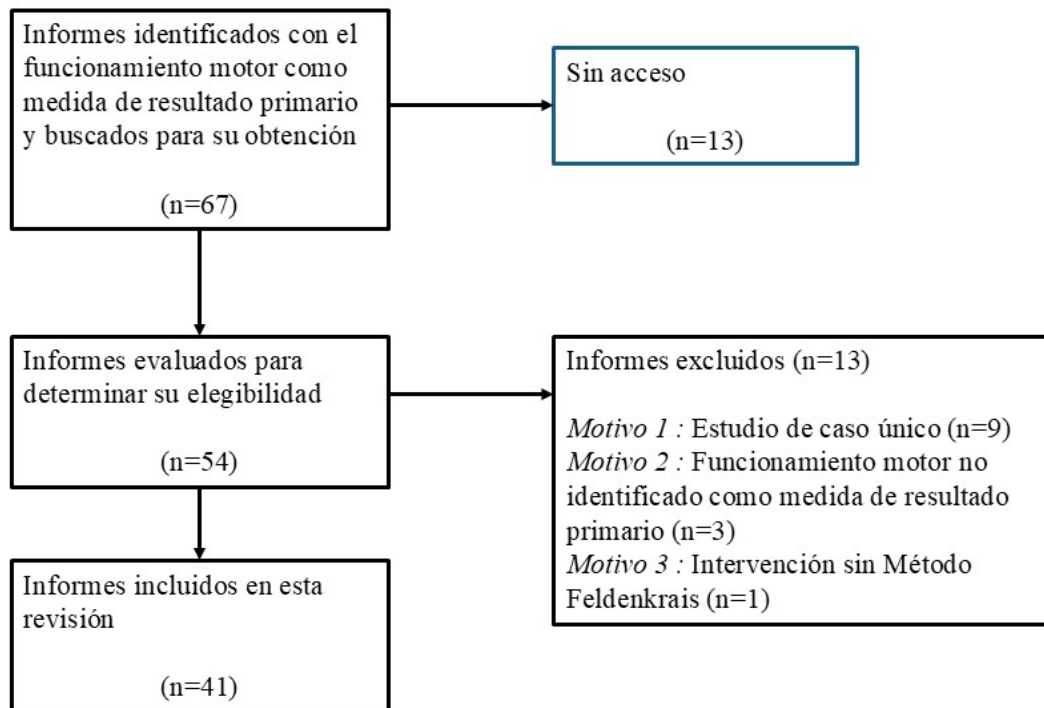 Informes identificados con el
funcionamiento motor como
medida de resultado primario
y buscados para su obtención
(n=67)
Sin acceso
(n=13)
Informes evaluados para
determinar su elegibilidad
(n=54)
Informes excluidos (n=13)
Motivo 1 : Estudio de caso único (n=9)
Motivo 2 : Funcionamiento motor no
identificado como medida de resultado
primario (n=3)
Motivo 3 : Intervención sin Método
Feldenkrais (n=1)
Informes incluidos en esta
revisión
(n=41)